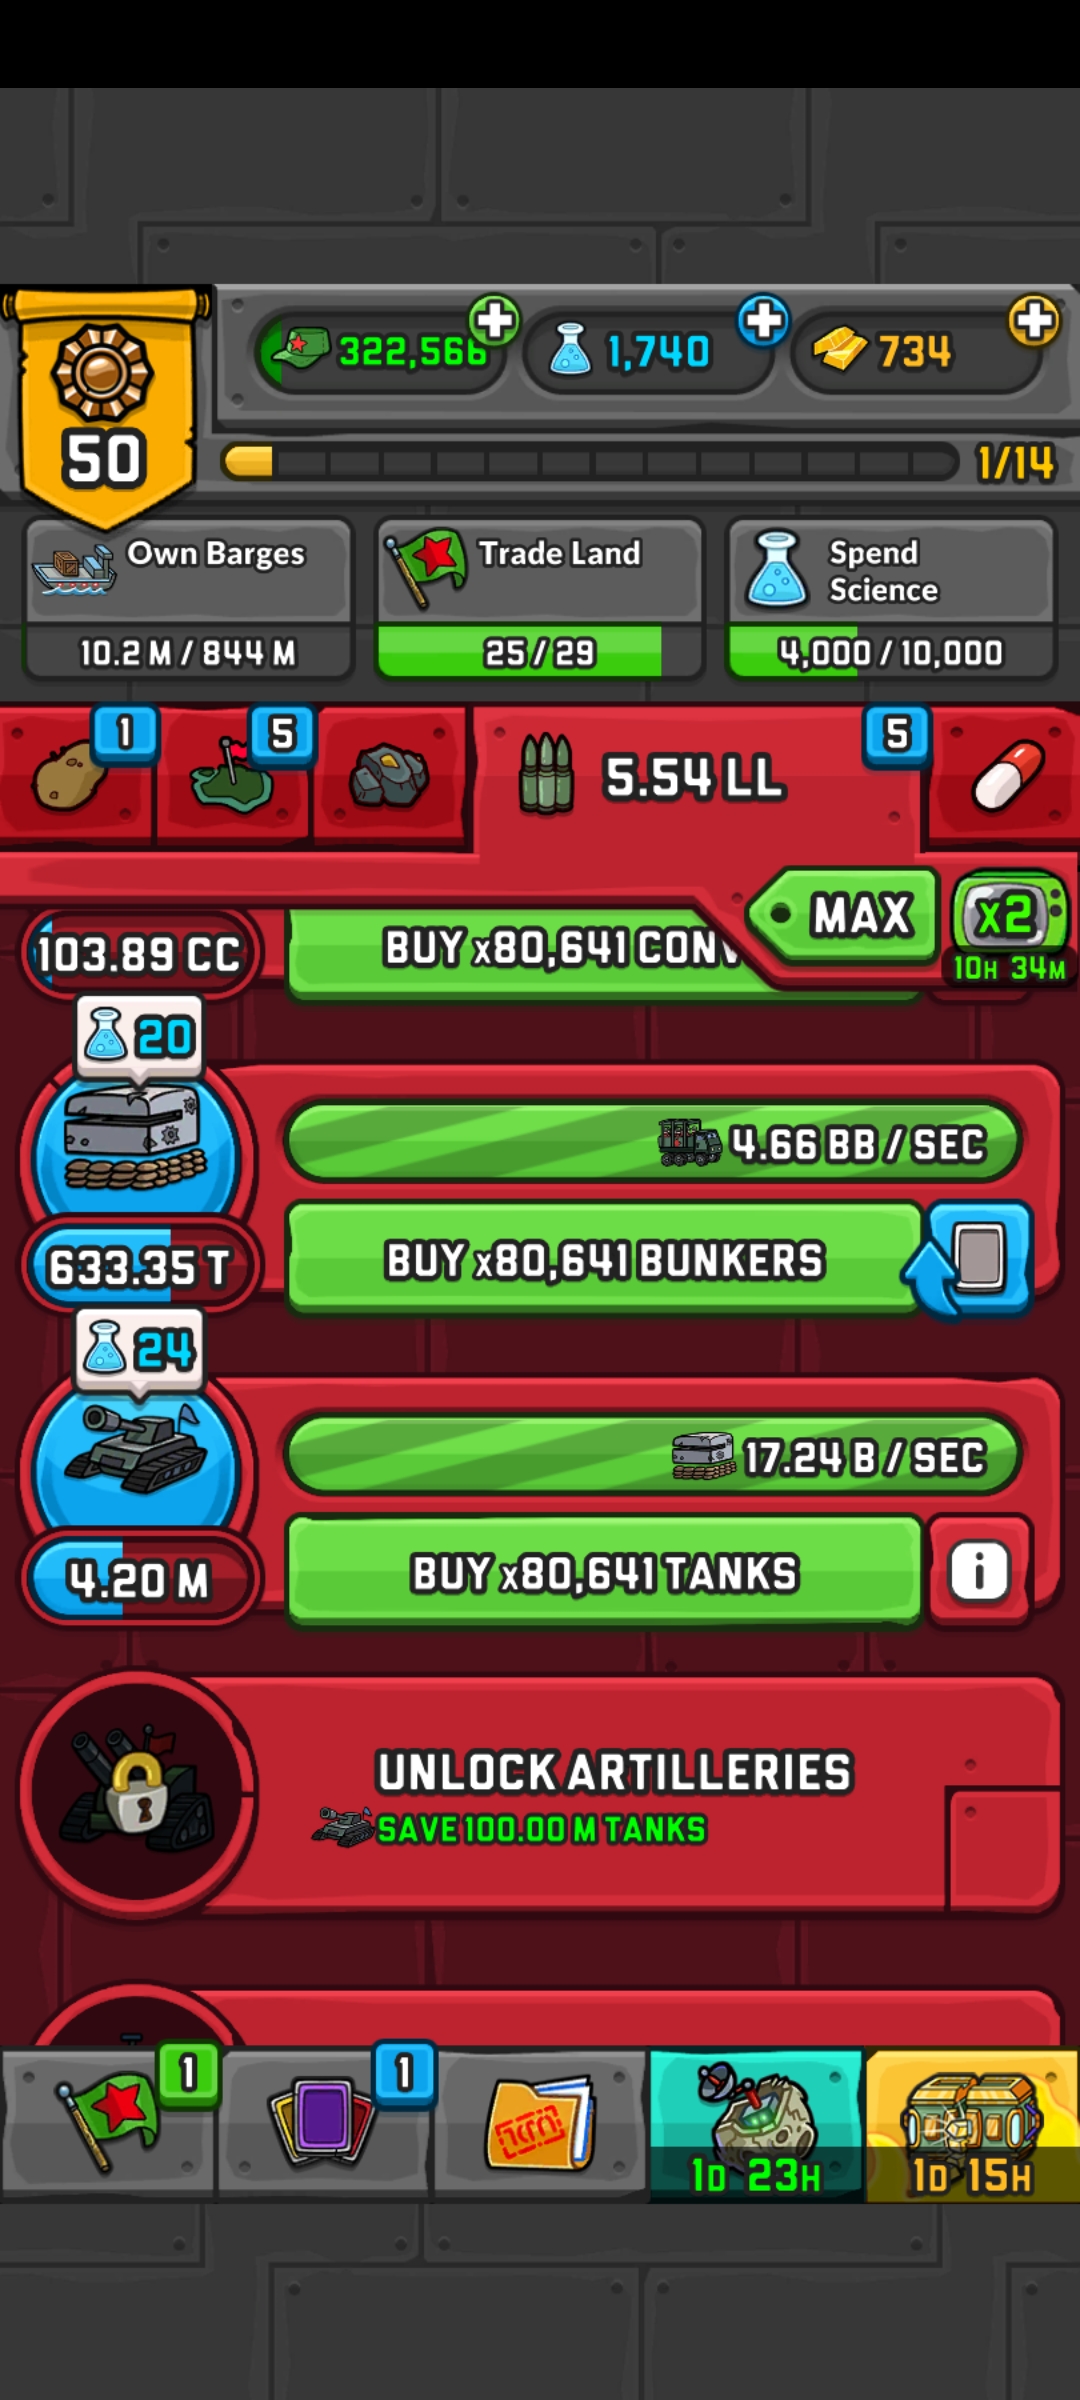 322,566
1,740
734
50
1/14
Own Barges
10.2 M / 844 M
Trade Land
25 / 29
Spend
Science
4,000 / 10,000
1
5
5.54 LL
5
MAX
x2
10H 34M
103.89 CC
BUY x80,641 CONV
20
4.66 BB / SEC
633.35 T
BUY x80,641 BUNKERS
24
17.24 B / SEC
4.20 M
BUY x80,641 TANKS
i
UNLOCK ARTILLERIES
SAVE 100.00 M TANKS
1
1
1D 23H
1D 15H